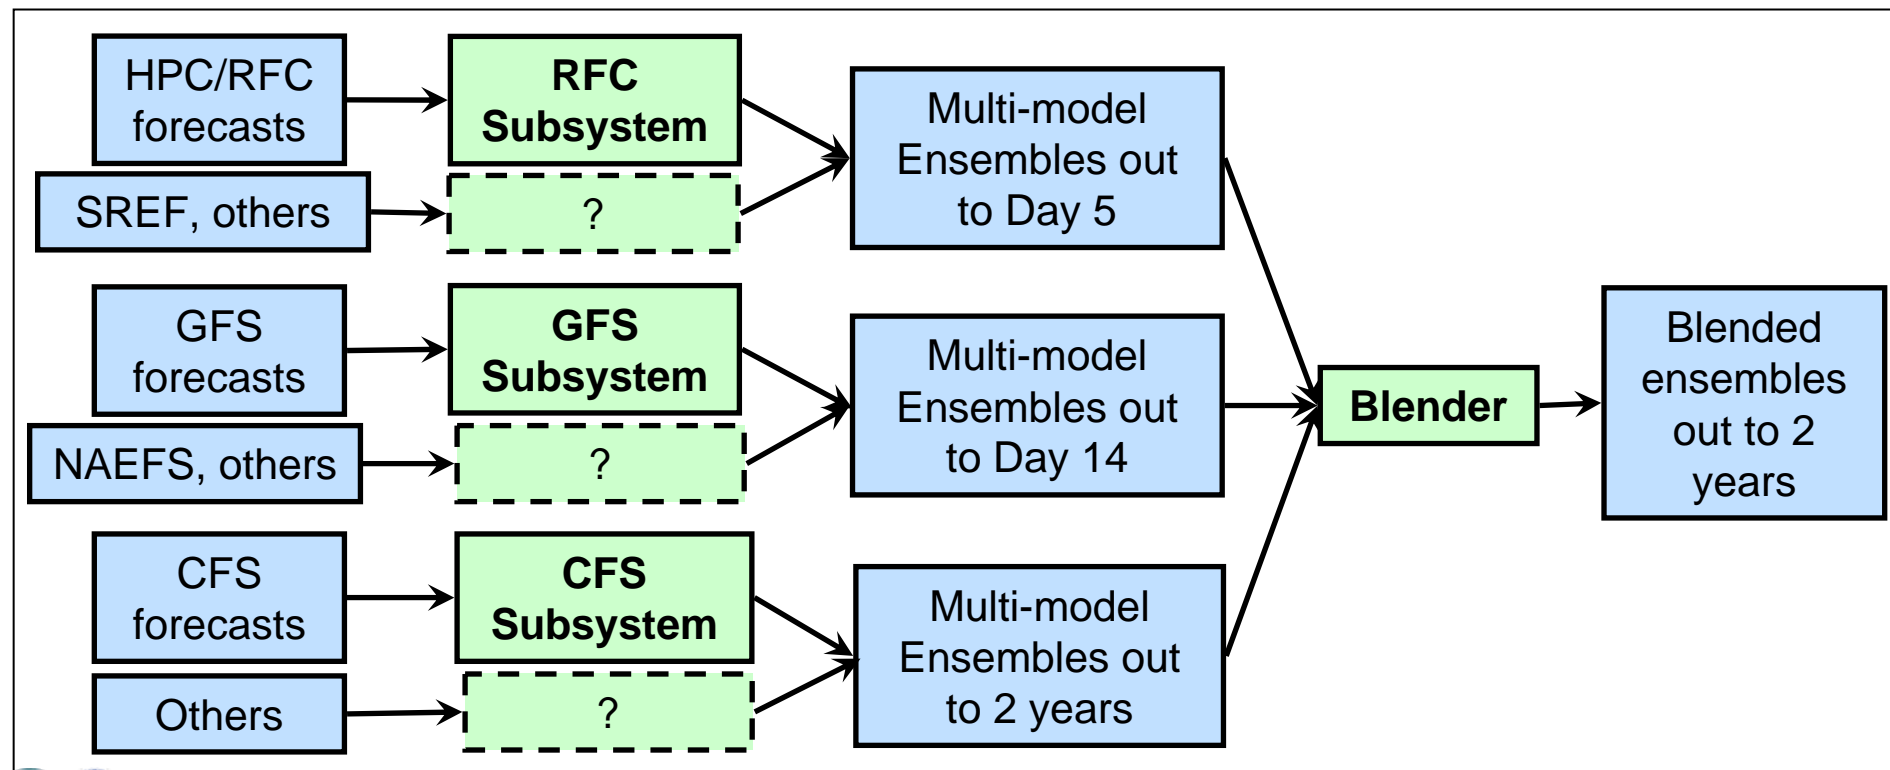 HPC/RFC
forecasts
RFC
Subsystem
SREF, others
?
Multi-model
Ensembles out
to Day 5
GFS
forecasts
GFS
Subsystem
NAEFS, others
?
Multi-model
Ensembles out
to Day 14
CFS
forecasts
CFS
Subsystem
Others
?
Multi-model
Ensembles out
to 2 years
Blender
Blended
ensembles
out to 2
years